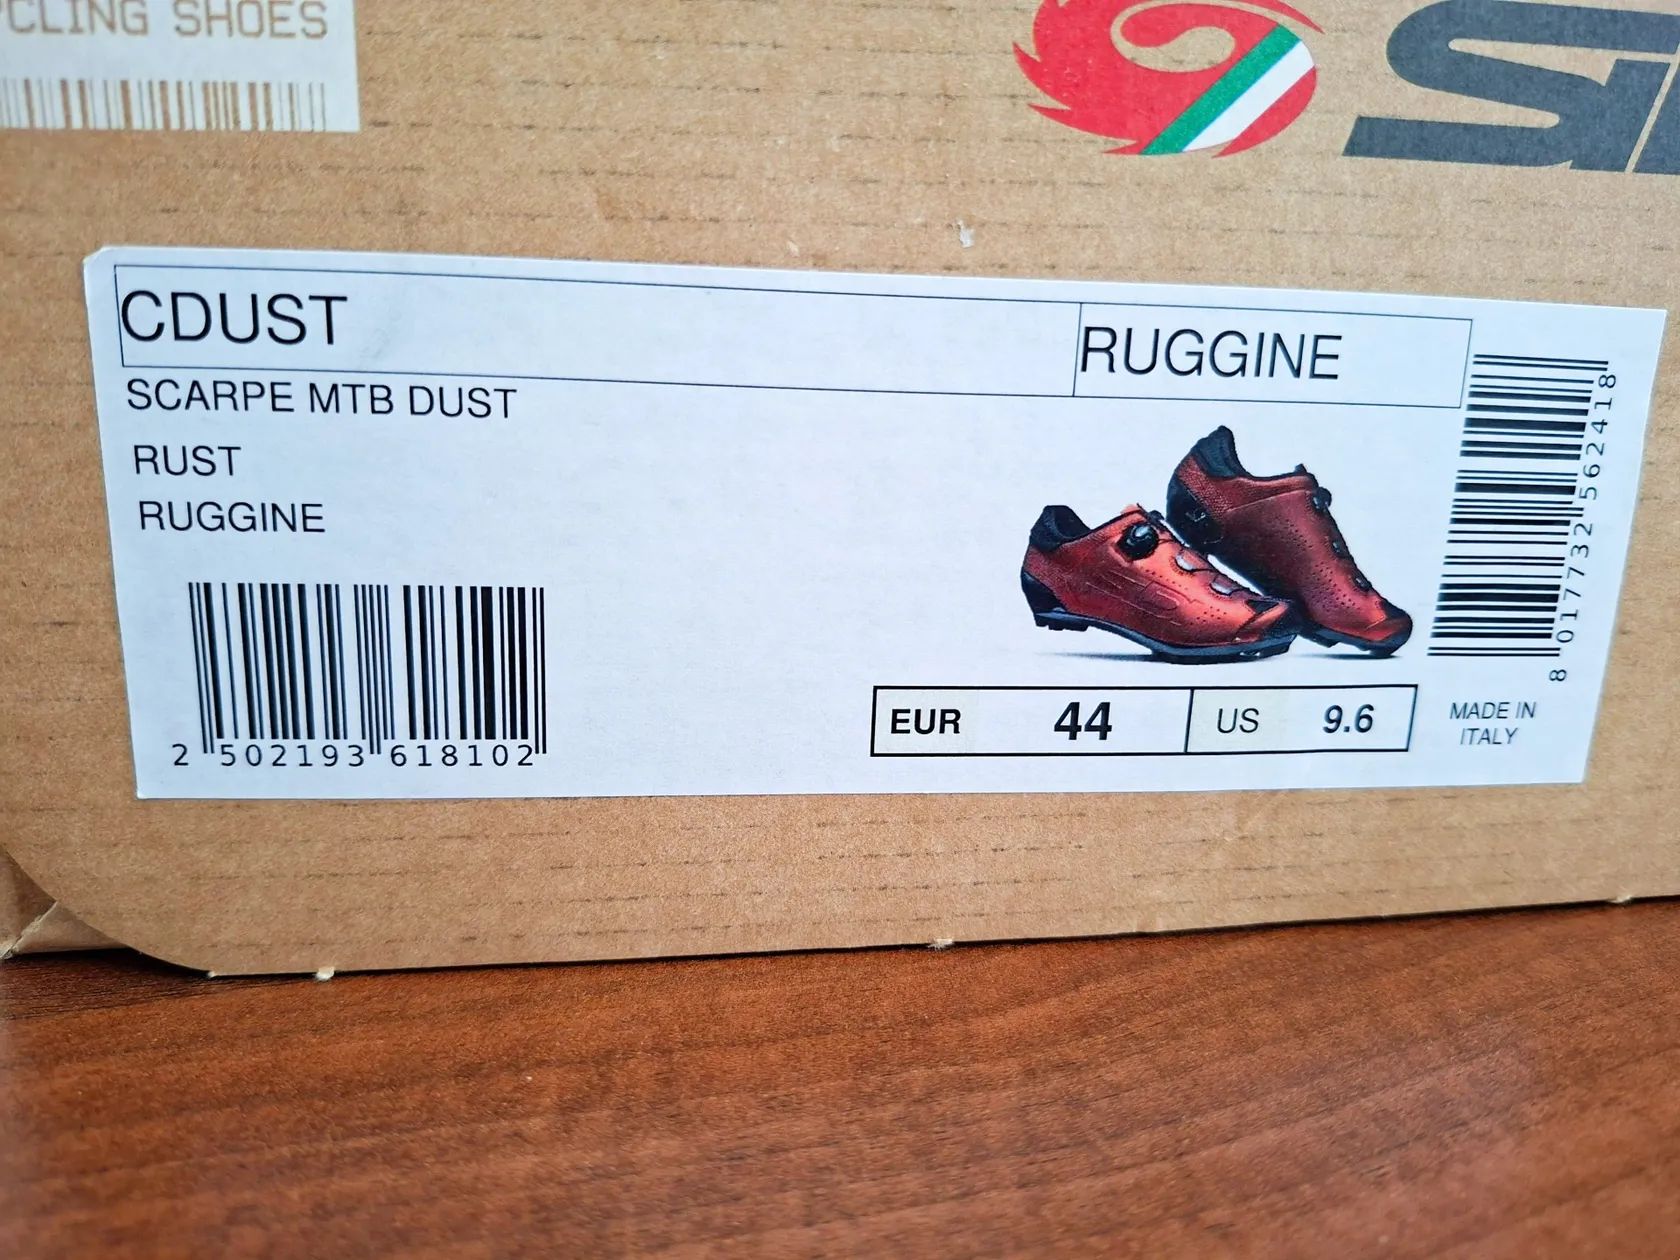 CLING SHOES
CDUST
RUGGINE
SCARPE MTB DUST
RUST
RUGGINE
2 502193 618102
EUR 44 US 9.6
8 017732 562418
MADE IN
ITALY